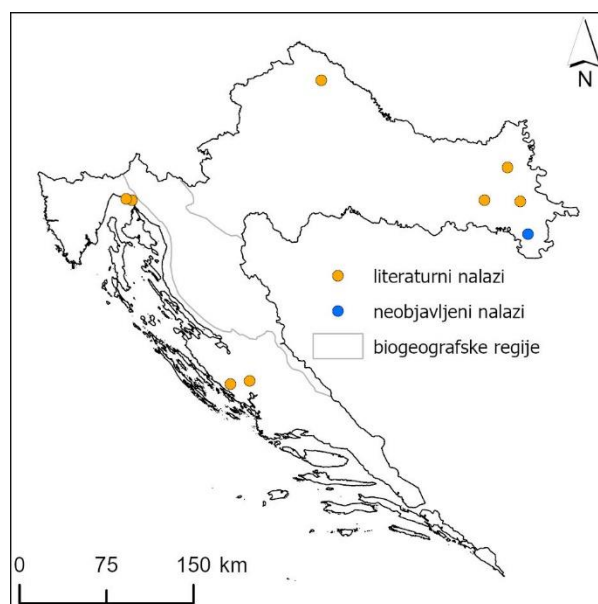 N
literaturni nalazi
neobjavljeni nalazi
biogeografske regije
0 75 150 km